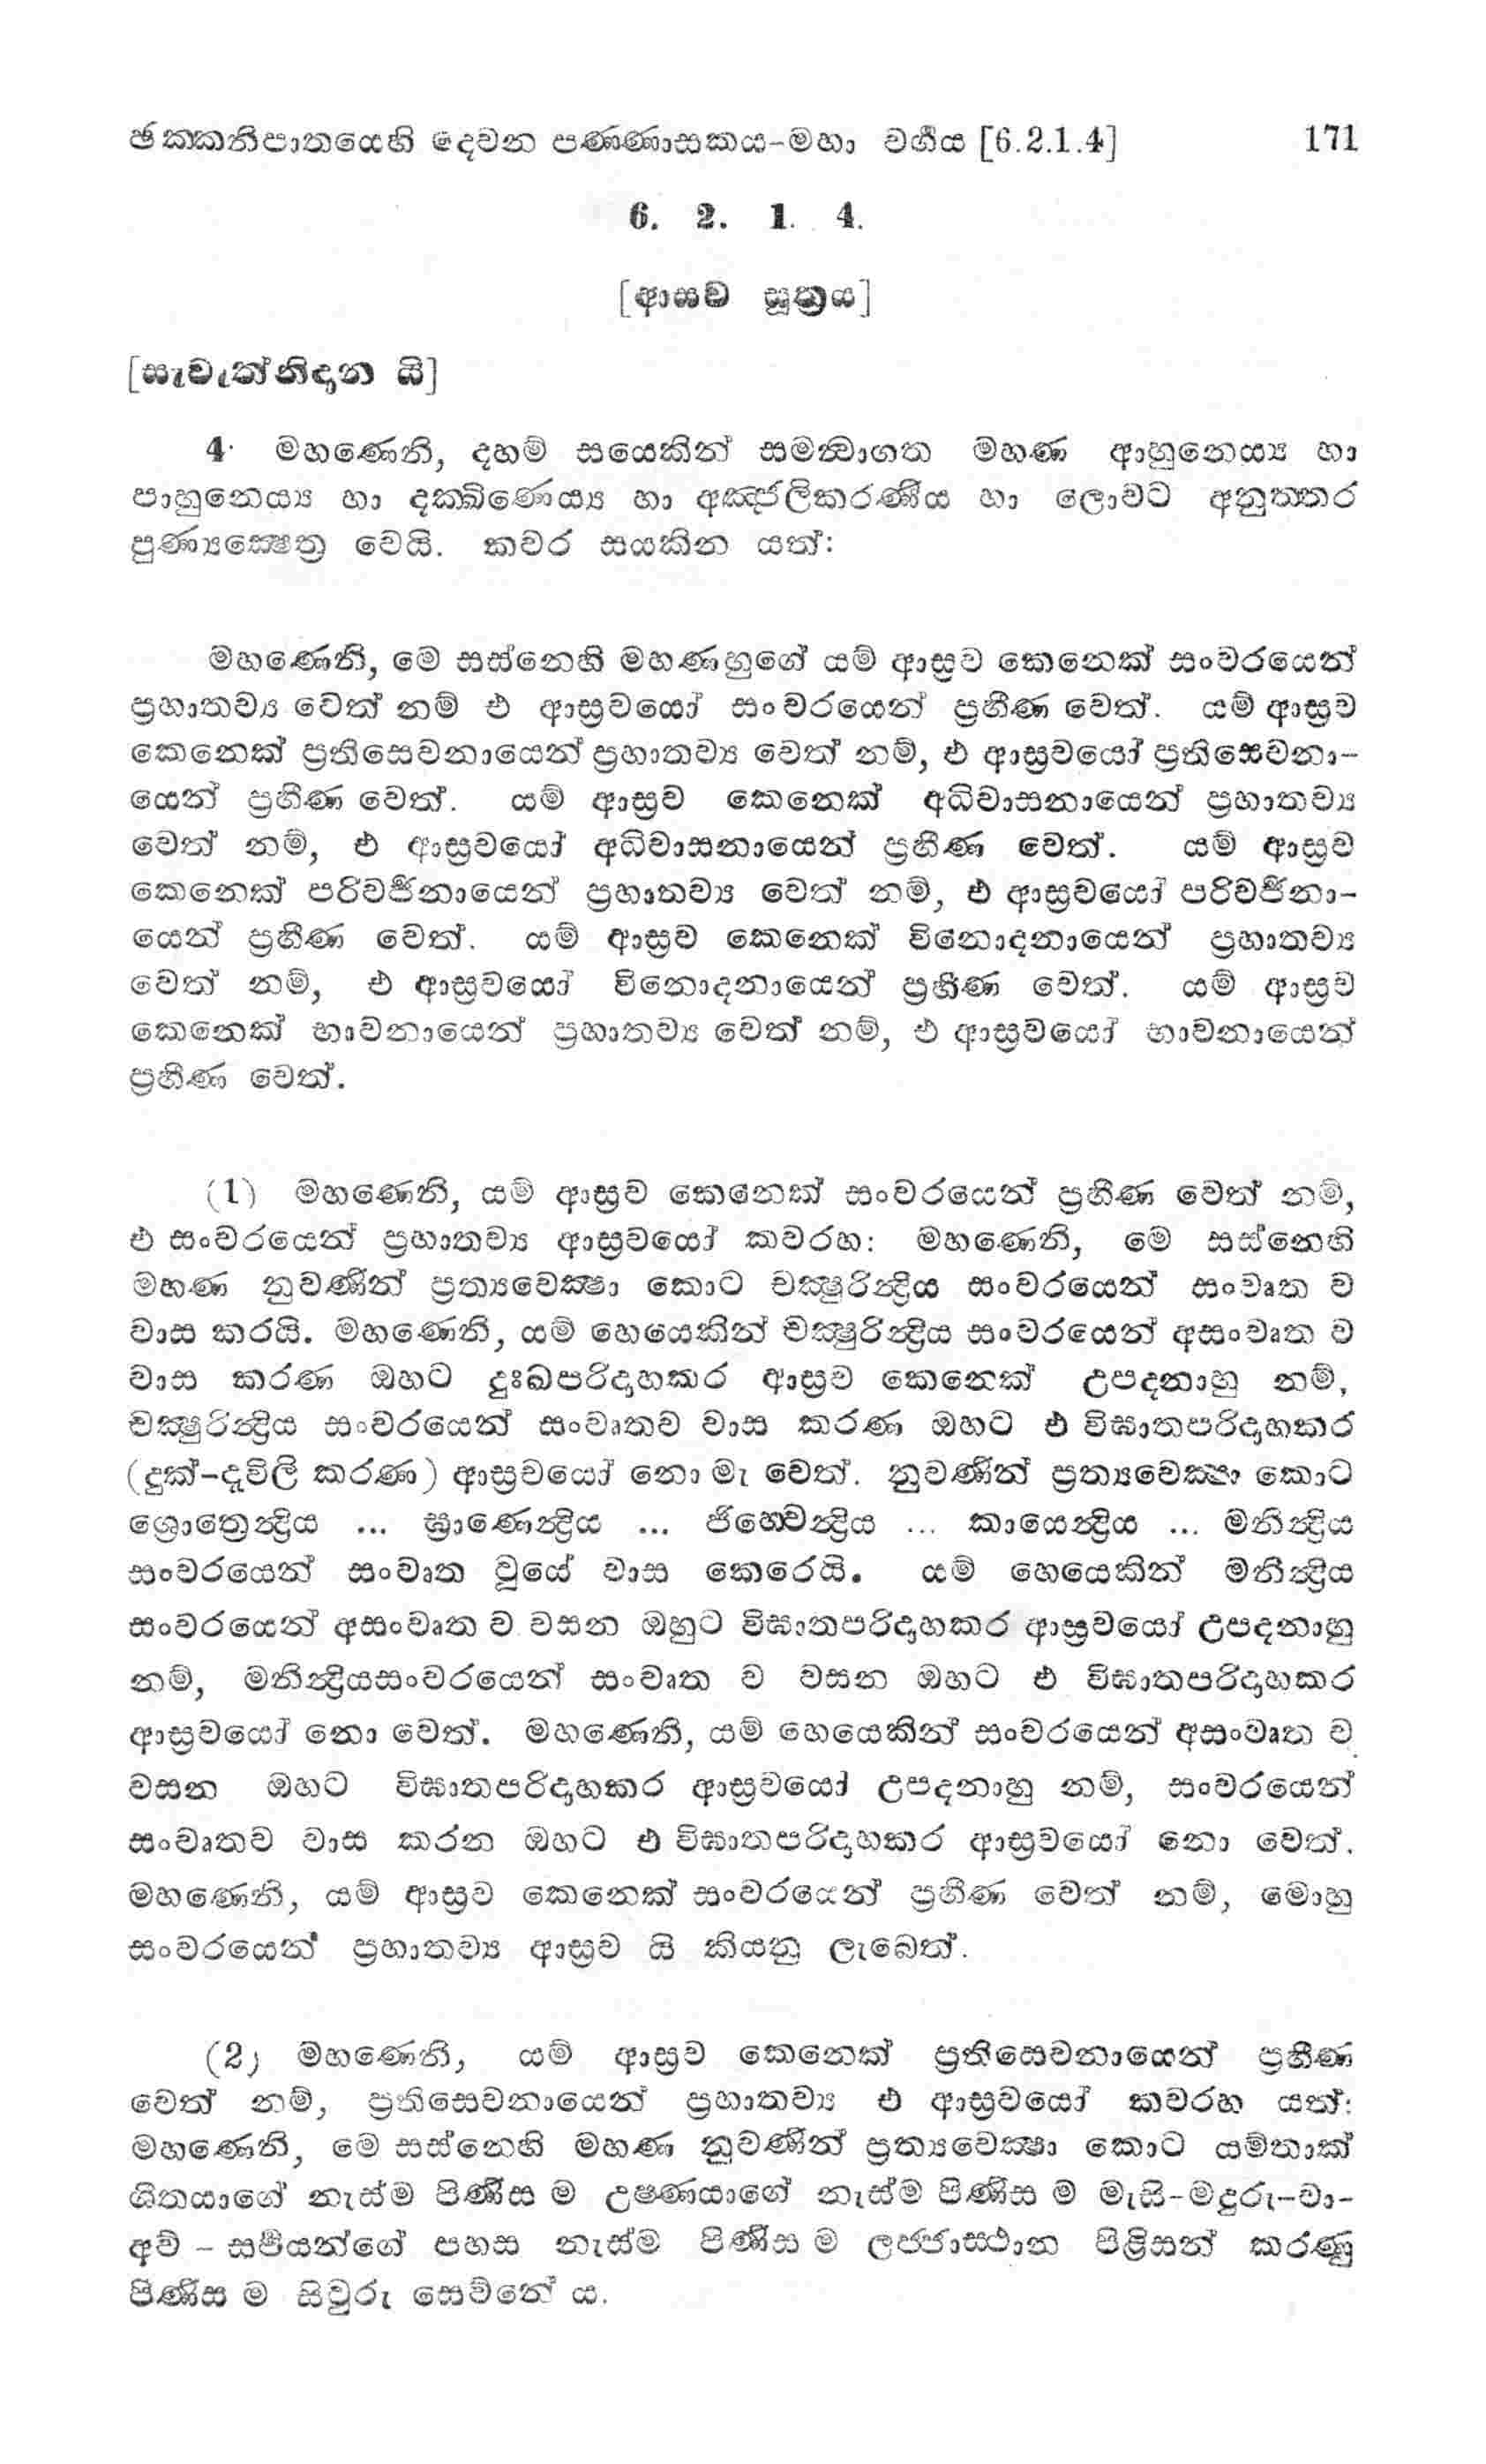 ඡක්කනිපාතයෙහි දෙවන පණ්ණාසකය-මහා වර්‍ගය [6.2.1.4] 171
6. 2. 1. 4.
[ආසව සූත්‍රය]
[සැවැත්නිදාන යි]
4. මහණෙනි, දහම් සයෙකින් සමන්‍වාගත මහණ ආහුනෙය්‍ය හා
පාහුනෙය්‍ය හා දක්ඛිණෙය්‍ය හා අඤ්ජලිකරණීය හා ලොවට අනුත්තර
පුණ්‍යක්‍ෂෙත්‍ර වෙයි. කවර සයකින යත්:
මහණෙනි, මෙ සස්නෙහි මහණහුගේ යම් ආස්‍රව කෙනෙක් සංවරයෙන්
ප්‍රහාතව්‍ය වෙත් නම් එ ආස්‍රවයෝ සංවරයෙන් ප්‍රහීණ වෙත්. යම් ආස්‍රව
කෙනෙක් ප්‍රතිසෙවනායෙන් ප්‍රහාතව්‍ය වෙත් නම්, එ ආස්‍රවයෝ ප්‍රතිසෙවනා-
යෙන් ප්‍රහීණ වෙත්. යම් ආස්‍රව කෙනෙක් අධිවාසනායෙන් ප්‍රහාතව්‍ය
වෙත් නම්, එ ආස්‍රවයෝ අධිවාසනායෙන් ප්‍රහීණ වෙත්. යම් ආස්‍රව
කෙනෙක් පරිවර්‍ජනායෙන් ප්‍රහාතව්‍ය වෙත් නම්, එ ආස්‍රවයෝ පරිවර්‍ජනා-
යෙන් ප්‍රහීණ වෙත්. යම් ආස්‍රව කෙනෙක් විනොදනායෙන් ප්‍රහාතව්‍ය
වෙත් නම්, එ ආස්‍රවයෝ විනොදනායෙන් ප්‍රහීණ වෙත්. යම් ආස්‍රව
කෙනෙක් භාවනායෙන් ප්‍රහාතව්‍ය වෙත් නම්, එ ආස්‍රවයෝ භාවනායෙන්
ප්‍රහීණ වෙත්.
(1) මහණෙනි, යම් ආස්‍රව කෙනෙක් සංවරයෙන් ප්‍රහීණ වෙත් නම්,
එ සංවරයෙන් ප්‍රහාතව්‍ය ආස්‍රවයෝ කවරහ: මහණෙනි, මෙ සස්නෙහි
මහණ නුවණින් ප්‍රත්‍යවෙක්‍ෂා කොට චක්‍ෂුරින්‍ද්‍රිය සංවරයෙන් සංවෘත ව
වාස කරයි. මහණෙනි, යම් හෙයෙකින් චක්‍ෂුරින්‍ද්‍රිය සංවරයෙන් අසංවෘත ව
වාස කරණ ඔහට දුඃඛපරිදාහකර ආස්‍රව කෙනෙක් උපදනාහු නම්,
චක්‍ෂුරින්‍ද්‍රිය සංවරයෙන් සංවෘතව වාස කරණ ඔහට එ විඝාතපරිදාහකර
(දුක්-දැවිලි කරණ) ආස්‍රවයෝ නො මැ වෙත්. නුවණින් ප්‍රත්‍යවෙක්‍ෂා කොට
ශ්‍රොත්‍රෙන්‍ද්‍රිය ... ඝ්‍රාණෙන්‍ද්‍රිය ... ජිහ්වෙන්‍ද්‍රිය ... කායෙන්‍ද්‍රිය ... මනින්‍ද්‍රිය
සංවරයෙන් සංවෘත වූයේ වාස කෙරෙයි. යම් හෙයෙකින් මනින්‍ද්‍රිය
සංවරයෙන් අසංවෘත ව වසන ඔහුට විඝාතපරිදාහකර ආස්‍රවයෝ උපදනාහු
නම්, මනින්‍ද්‍රියසංවරයෙන් සංවෘත ව වසන ඔහට එ විඝාතපරිදාහකර
ආස්‍රවයෝ නො වෙත්. මහණෙනි, යම් හෙයෙකින් සංවරයෙන් අසංවෘත ව
වසන ඔහට විඝාතපරිදාහකර ආස්‍රවයෝ උපදනාහු නම්, සංවරයෙන්
සංවෘතව වාස කරන ඔහට එ විඝාතපරිදාහකර ආස්‍රවයෝ නො වෙත්.
මහණෙනි, යම් ආස්‍රව කෙනෙක් සංවරයෙන් ප්‍රහීණ වෙත් නම්, මොහු
සංවරයෙන් ප්‍රහාතව්‍ය ආස්‍රව යි කියනු ලැබෙත්.
(2) මහණෙනි, යම් ආස්‍රව කෙනෙක් ප්‍රතිසෙවනායෙන් ප්‍රහීණ
වෙත් නම්, ප්‍රතිසෙවනායෙන් ප්‍රහාතව්‍ය එ ආස්‍රවයෝ කවරහ යත්:
මහණෙනි, මෙ සස්නෙහි මහණ නුවණින් ප්‍රත්‍යවෙක්‍ෂා කොට යම්තාක්
ශිතයාගේ නැස්ම පිණිස ම උෂ්ණයාගේ නැස්ම පිණිස ම මැසි-මදුරු-වා-
අව් - සර්‍පයන්ගේ පහස නැස්ම පිණිස ම ලජ්ජාස්ථාන පිළිසන් කරණු
පිණිස ම සිවුරු සෙව්නේ ය.